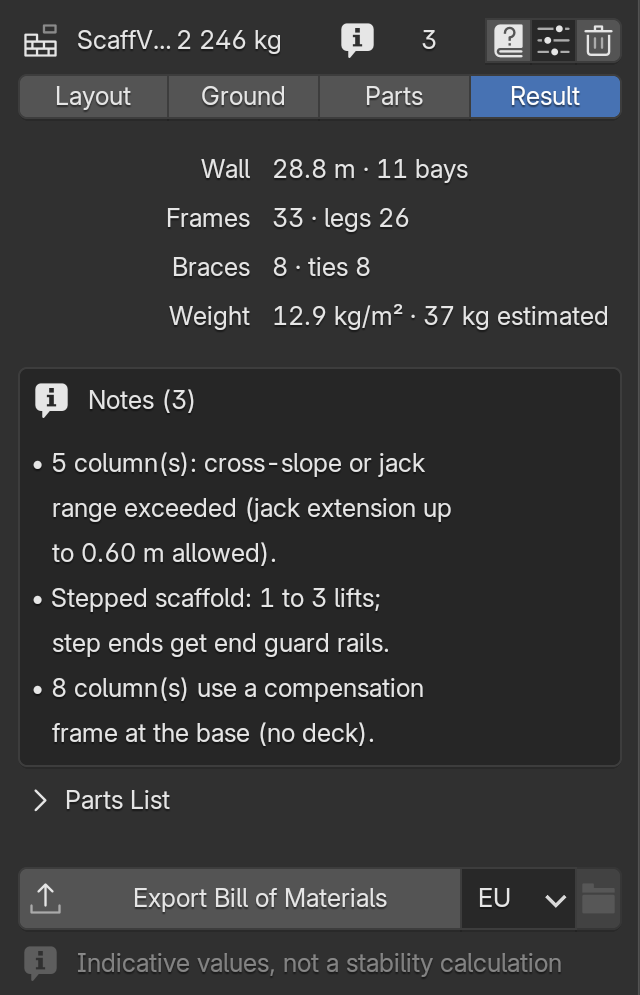 ScaffV... 2 246 kg 3
Layout Ground Parts Result
Wall 28.8 m · 11 bays
Frames 33 · legs 26
Braces 8 · ties 8
Weight 12.9 kg/m² · 37 kg estimated
Notes (3)
• 5 column(s): cross-slope or jack
range exceeded (jack extension up
to 0.60 m allowed).
• Stepped scaffold: 1 to 3 lifts;
step ends get end guard rails.
• 8 column(s) use a compensation
frame at the base (no deck).
Parts List
Export Bill of Materials EU
Indicative values, not a stability calculation